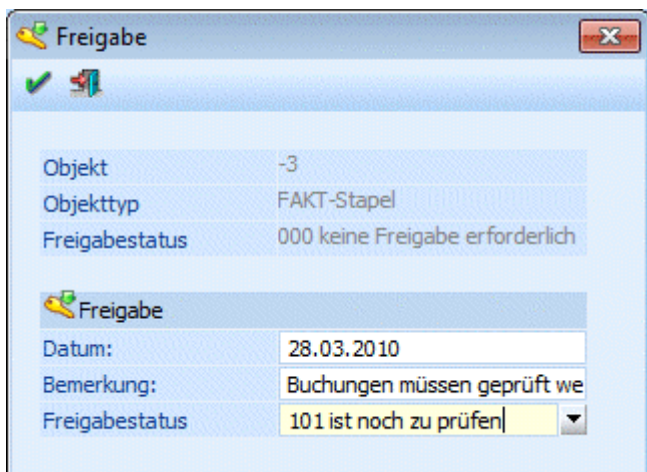 Freigabe
Objekt -3
Objekttyp FAKT-Stapel
Freigabestatus 000 keine Freigabe erforderlich
Freigabe
Datum: 28.03.2010
Bemerkung: Buchungen müssen geprüft we
Freigabestatus 101 ist noch zu prüfen